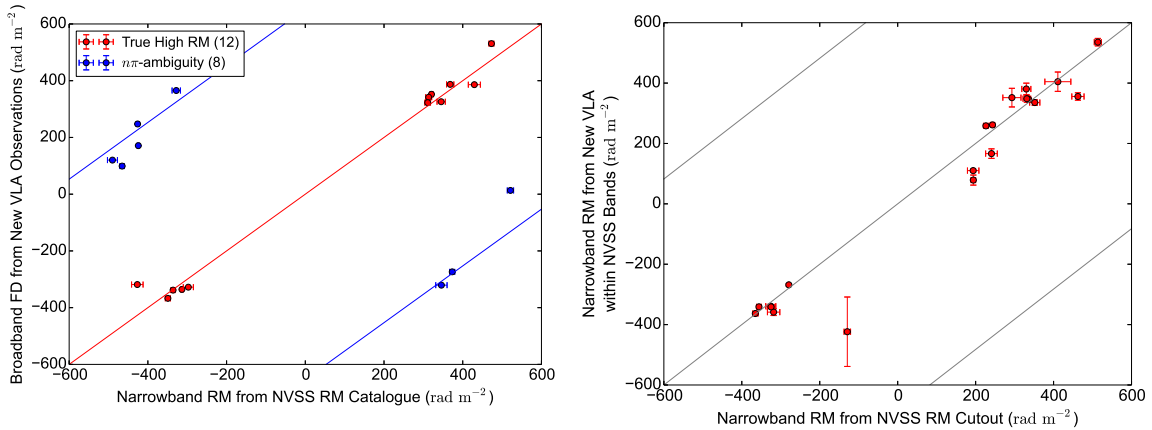 Broadband FD from New VLA Observations (rad m⁻²)
600
400
200
0
−200
−400
−600
True High RM (12)
nπ-ambiguity (8)
−600 −400 −200 0 200 400 600
Narrowband RM from NVSS RM Catalogue (rad m⁻²)
Narrowband RM from New VLA
within NVSS Bands (rad m⁻²)
600
400
200
0
−200
−400
−600
−600 −400 −200 0 200 400 600
Narrowband RM from NVSS RM Cutout (rad m⁻²)